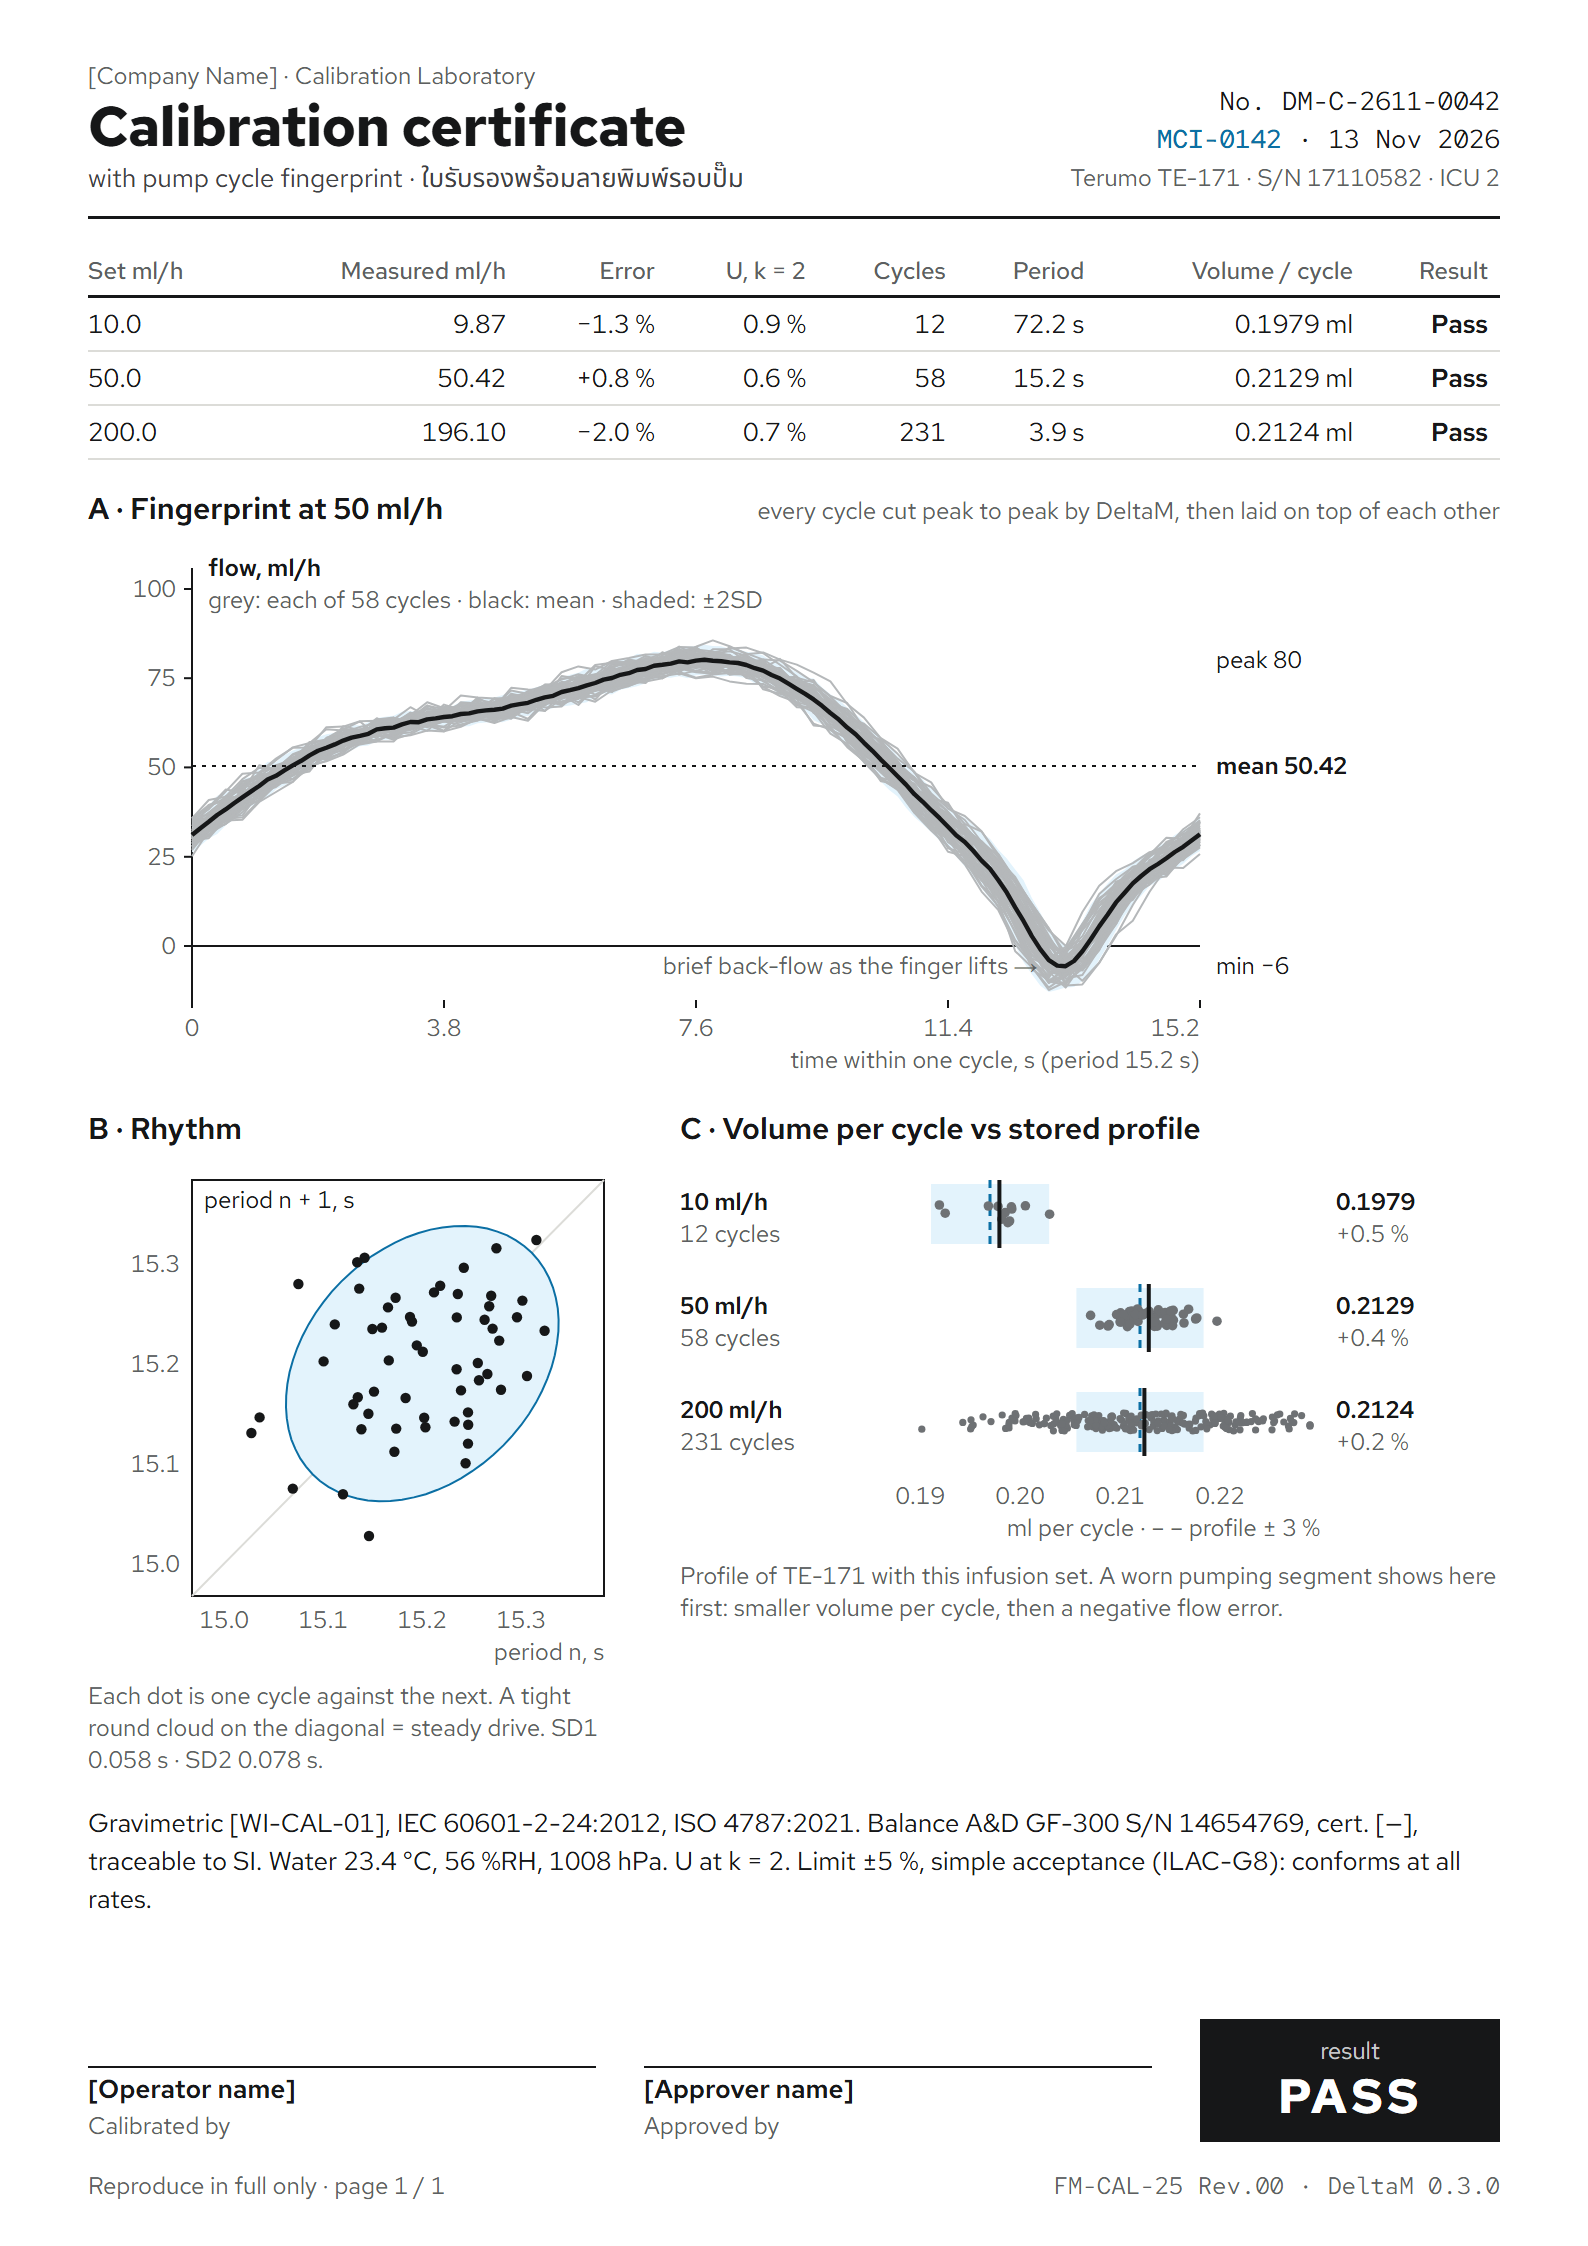 [Company Name] · Calibration Laboratory
Calibration certificate
with pump cycle fingerprint · ใบรับรองพร้อมลายพิมพ์รอบปั๊ม
No. DM-C-2611-0042
MCI-0142 · 13 Nov 2026
Terumo TE-171 · S/N 17110582 · ICU 2
Set ml/h Measured ml/h Error U, k = 2 Cycles Period Volume / cycle Result
10.0 9.87 −1.3 % 0.9 % 12 72.2 s 0.1979 ml Pass
50.0 50.42 +0.8 % 0.6 % 58 15.2 s 0.2129 ml Pass
200.0 196.10 −2.0 % 0.7 % 231 3.9 s 0.2124 ml Pass
A · Fingerprint at 50 ml/h
every cycle cut peak to peak by DeltaM, then laid on top of each other
flow, ml/h
grey: each of 58 cycles · black: mean · shaded: ±2SD
100
75
50
25
0
peak 80
mean 50.42
brief back-flow as the finger lifts →
min −6
0 3.8 7.6 11.4 15.2
time within one cycle, s (period 15.2 s)
B · Rhythm
period n + 1, s
15.3
15.2
15.1
15.0
15.0 15.1 15.2 15.3
period n, s
Each dot is one cycle against the next. A tight
round cloud on the diagonal = steady drive. SD1
0.058 s · SD2 0.078 s.
C · Volume per cycle vs stored profile
10 ml/h 0.1979
12 cycles +0.5 %
50 ml/h 0.2129
58 cycles +0.4 %
200 ml/h 0.2124
231 cycles +0.2 %
0.19 0.20 0.21 0.22
ml per cycle · – – profile ± 3 %
Profile of TE-171 with this infusion set. A worn pumping segment shows here
first: smaller volume per cycle, then a negative flow error.
Gravimetric [WI-CAL-01], IEC 60601-2-24:2012, ISO 4787:2021. Balance A&D GF-300 S/N 14654769, cert. [—],
traceable to SI. Water 23.4 °C, 56 %RH, 1008 hPa. U at k = 2. Limit ±5 %, simple acceptance (ILAC-G8): conforms at all
rates.
[Operator name]
Calibrated by
[Approver name]
Approved by
result
PASS
Reproduce in full only · page 1 / 1
FM-CAL-25 Rev.00 · DeltaM 0.3.0